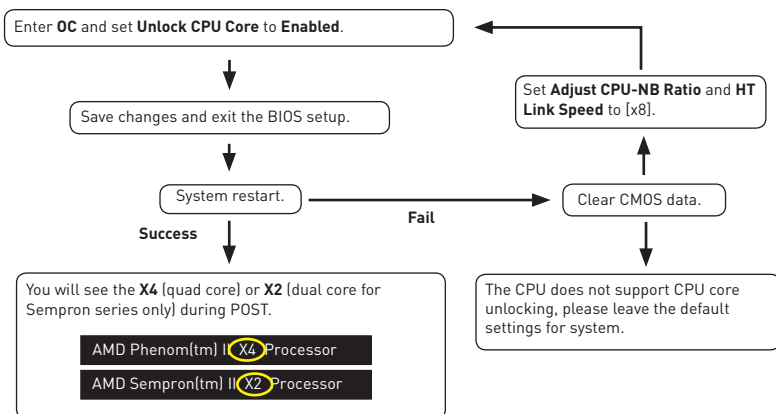 Enter OC and set Unlock CPU Core to Enabled.
Set Adjust CPU-NB Ratio and HT
Link Speed to [x8].
Save changes and exit the BIOS setup.
System restart.
Fail
Clear CMOS data.
Success
You will see the X4 (quad core) or X2 (dual core for
Sempron series only) during POST.
AMD Phenom(tm) II X4 Processor
AMD Sempron(tm) II X2 Processor
The CPU does not support CPU core
unlocking, please leave the default
settings for system.